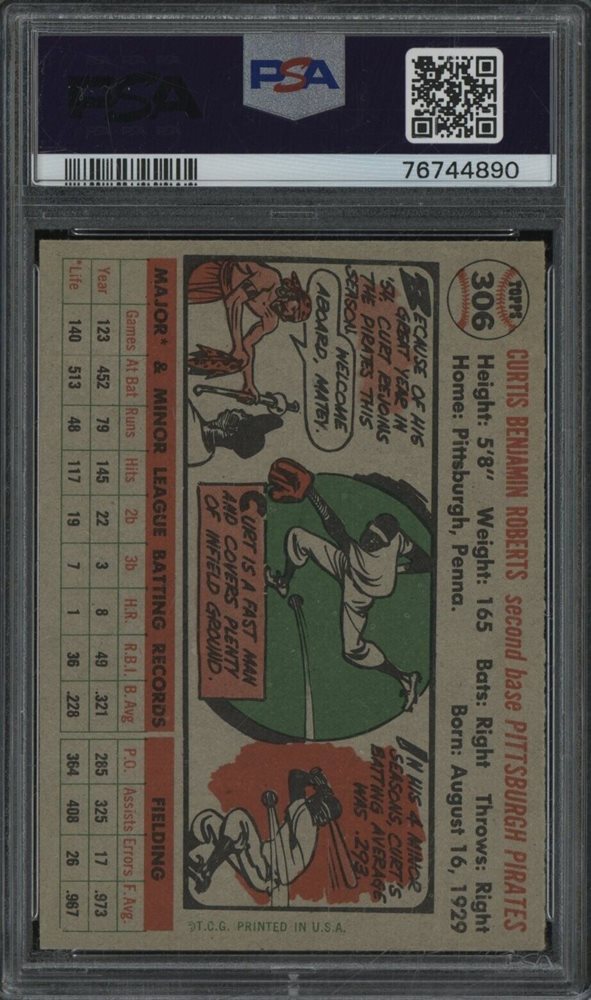 PSA
PSA
76744890
TOPPS
306
CURTIS BENJAMIN ROBERTS second base PITTSBURGH PIRATES
Height: 5'8" Weight: 165 Bats: Right Throws: Right
Home: Pittsburgh, Penna. Born: August 16, 1929
BECAUSE OF HIS
GREAT YEAR IN
'54, CURT REJOINS
THE PIRATES THIS
SEASON.
WELCOME
ABOARD, MATEY.
CURT IS A FAST MAN
AND COVERS PLENTY
OF INFIELD GROUND.
IN HIS 4 MINOR
SEASONS, CURT'S
BATTING AVERAGE
WAS .293
MAJOR* & MINOR LEAGUE BATTING RECORDS FIELDING
Games At Bat Runs Hits 2b 3b H.R. R.B.I. B. Avg. P.O. Assists Errors F. Avg.
Year 123 452 79 145 22 3 8 49 .321 285 325 17 .973
*Life 140 513 48 117 19 7 1 36 .228 364 408 26 .967
©T.C.G. PRINTED IN U.S.A.
PSA